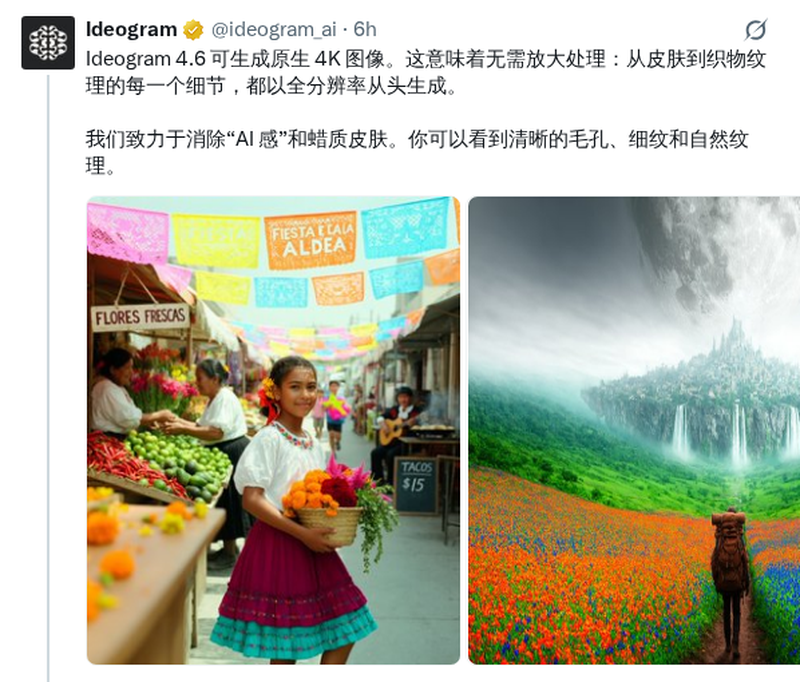 Ideogram @ideogram_ai · 6h
Ideogram 4.6 可生成原生 4K 图像。这意味着无需放大处理：从皮肤到织物纹
理的每一个细节，都以全分辨率从头生成。
我们致力于消除“AI 感”和蜡质皮肤。你可以看到清晰的毛孔、细纹和自然纹
理。
FIESTA E LALA
ALDEA
FLORES FRESCAS
TACOS
$15